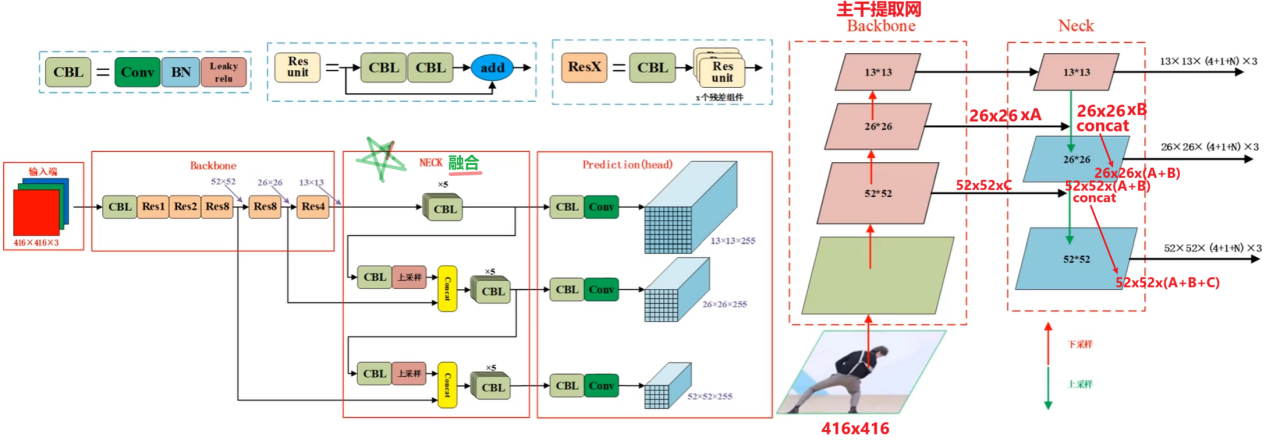 CBL
=
Conv
BN
Leaky
relu
Res
unit
=
CBL
CBL
add
ResX
=
CBL
Res
unit
x个残差组件
输入端
416×416×3
Backbone
52×52
26×26
13×13
CBL
Res1
Res2
Res8
Res8
Res4
NECK 融合
×5
CBL
CBL
上采样
Concat
×5
CBL
CBL
上采样
Concat
×5
CBL
Prediction(head)
CBL
Conv
13×13×255
CBL
Conv
26×26×255
CBL
Conv
52×52×255
主干提取网
Backbone
13*13
26*26
52*52
416x416
Neck
13*13
13×13×(4+1+N)×3
26x26xA
26x26xB
concat
26*26
26×26×(4+1+N)×3
26x26x(A+B)
52x52xC
52x52x(A+B)
concat
52*52
52×52×(4+1+N)×3
52x52x(A+B+C)
下采样
上采样